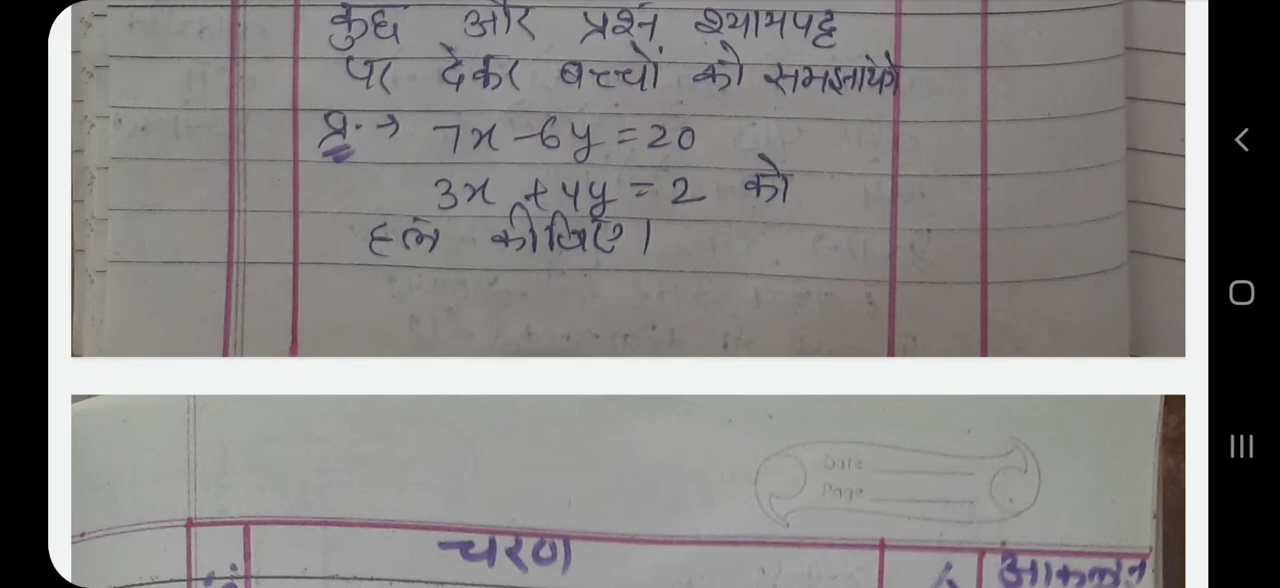 कुछ और प्रश्न श्यामपट्ट
पर देकर बच्चों को समझायेगे
प्र. → 7x - 6y = 20
3x + 4y = 2 को
हल कीजिए।
Date
Page
चरण
आकलन